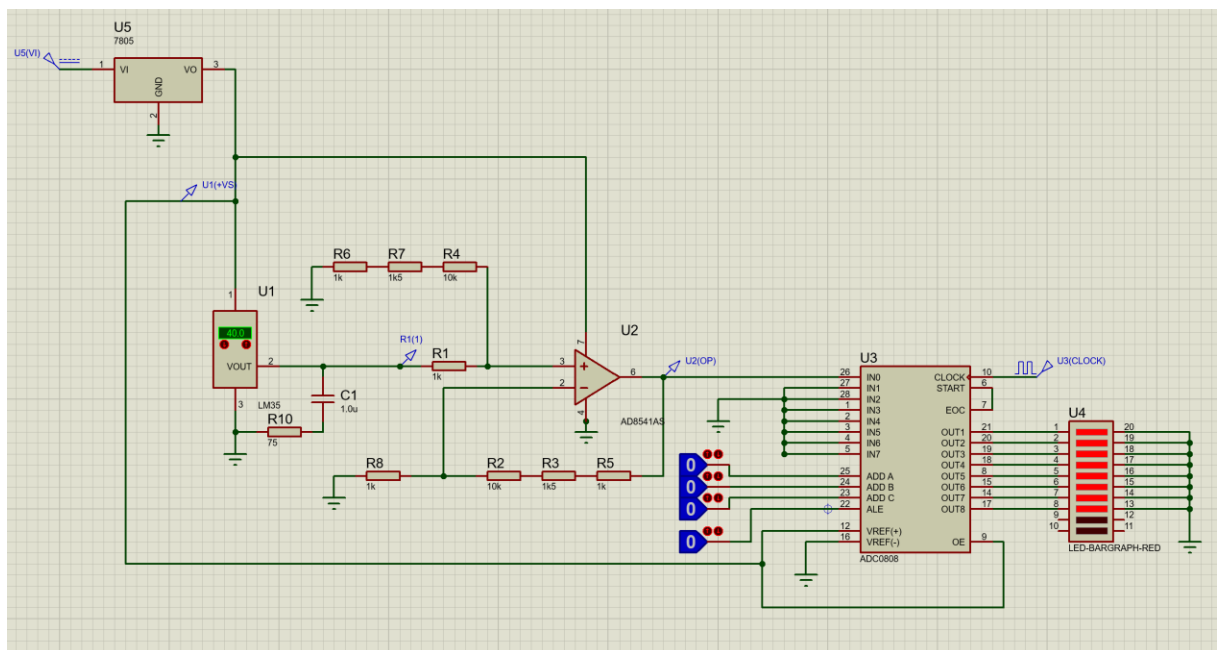 U5
7805
U5(VI)
1
VI
VO
3
GND
2
U1(+VS)
R6
1k
R7
1k5
R4
10k
1
U1
40.0
VOUT
2
3
LM35
R1(1)
R1
1k
C1
1.0u
R10
75
U2
7
3
2
6
4
AD8541AS
U2(OP)
R8
1k
R2
10k
R3
1k5
R5
1k
0
0
0
0
U3
26 IN0
27 IN1
28 IN2
1 IN3
2 IN4
3 IN5
4 IN6
5 IN7
25 ADD A
24 ADD B
23 ADD C
22 ALE
12 VREF(+)
16 VREF(-)
CLOCK 10
START 6
EOC 7
OUT1 21
OUT2 20
OUT3 19
OUT4 18
OUT5 8
OUT6 15
OUT7 14
OUT8 17
OE 9
ADC0808
U3(CLOCK)
U4
1 20
2 19
3 18
4 17
5 16
6 15
7 14
8 13
9 12
10 11
LED-BARGRAPH-RED